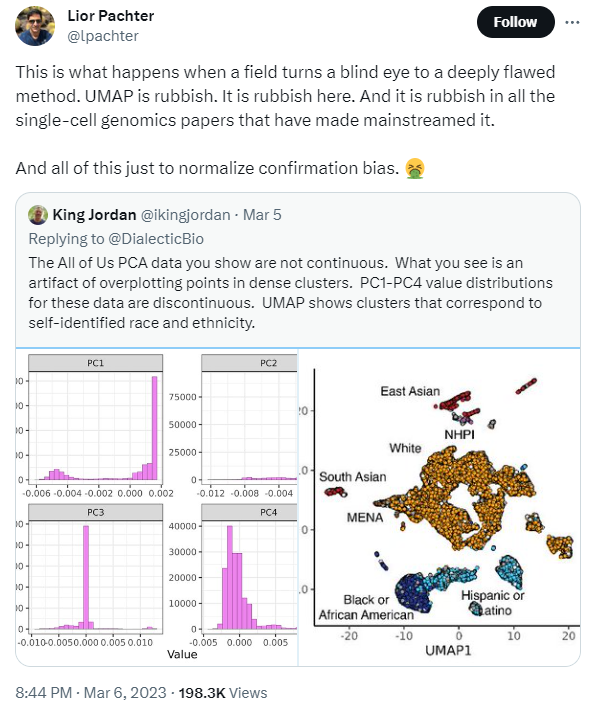 Lior Pachter
@lpachter
Follow
This is what happens when a field turns a blind eye to a deeply flawed
method. UMAP is rubbish. It is rubbish here. And it is rubbish in all the
single-cell genomics papers that have made mainstreamed it.
And all of this just to normalize confirmation bias.
King Jordan @ikingjordan · Mar 5
Replying to @DialecticBio
The All of Us PCA data you show are not continuous. What you see is an
artifact of overplotting points in dense clusters. PC1-PC4 value distributions
for these data are discontinuous. UMAP shows clusters that correspond to
self-identified race and ethnicity.
PC1
PC2
75000
50000
25000
0
-0.006 -0.004 -0.002 0.000 0.002
-0.012 -0.008 -0.004
PC3
PC4
40000
30000
20000
10000
0
-0.010 -0.005 0.000 0.005 0.010
-0.005 0.000 0.005
Value
East Asian
NHPI
White
South Asian
MENA
Black or
African American
Hispanic or
Latino
-20 -10 0 10 20
UMAP1
8:44 PM · Mar 6, 2023 · 198.3K Views